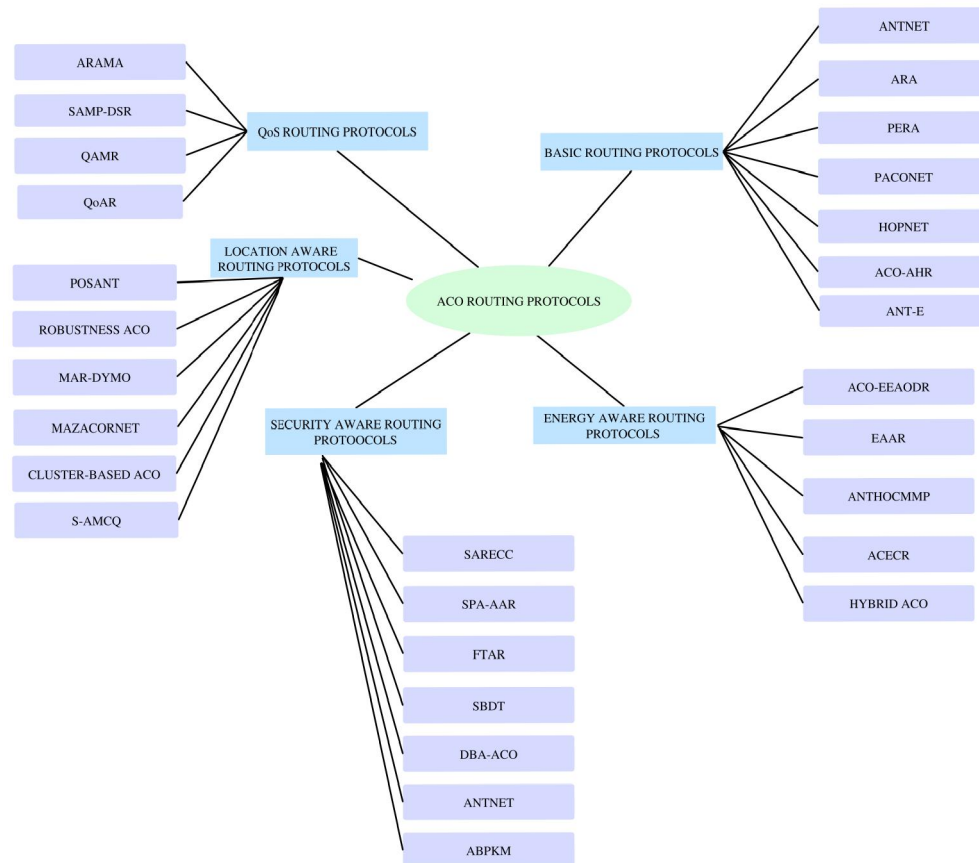 ARAMA
SAMP-DSR
QAMR
QoAR
QoS ROUTING PROTOCOLS
BASIC ROUTING PROTOCOLS
ANTNET
ARA
PERA
PACONET
HOPNET
ACO-AHR
ANT-E
LOCATION AWARE
ROUTING PROTOCOLS
ACO ROUTING PROTOCOLS
POSANT
ROBUSTNESS ACO
MAR-DYMO
MAZACORNET
CLUSTER-BASED ACO
S-AMCQ
SECURITY AWARE ROUTING
PROTOOCOLS
ENERGY AWARE ROUTING
PROTOCOLS
ACO-EEAODR
EAAR
ANTHOCMMP
ACECR
HYBRID ACO
SARECC
SPA-AAR
FTAR
SBDT
DBA-ACO
ANTNET
ABPKM